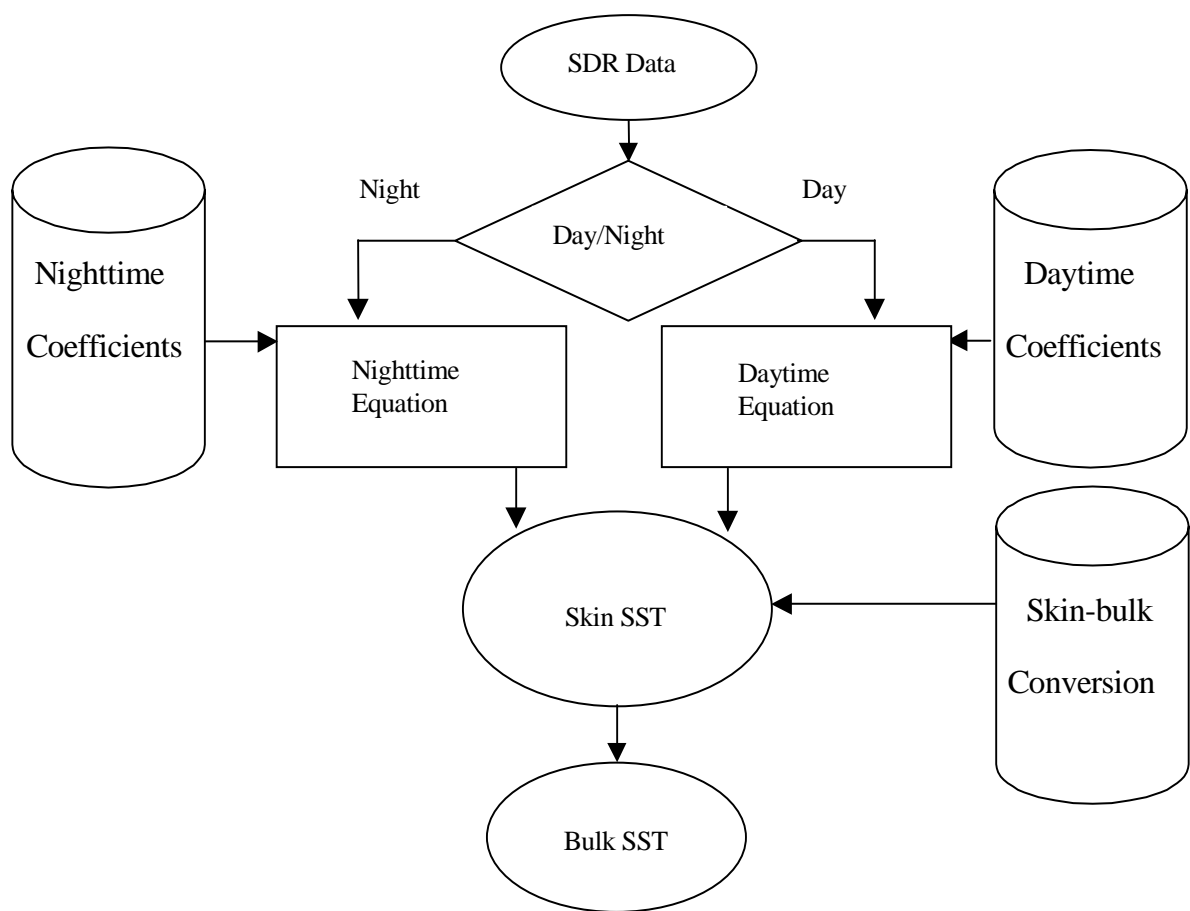 SDR Data
Night
Day
Day/Night
Nighttime
Coefficients
Daytime
Coefficients
Nighttime
Equation
Daytime
Equation
Skin SST
Skin-bulk
Conversion
Bulk SST